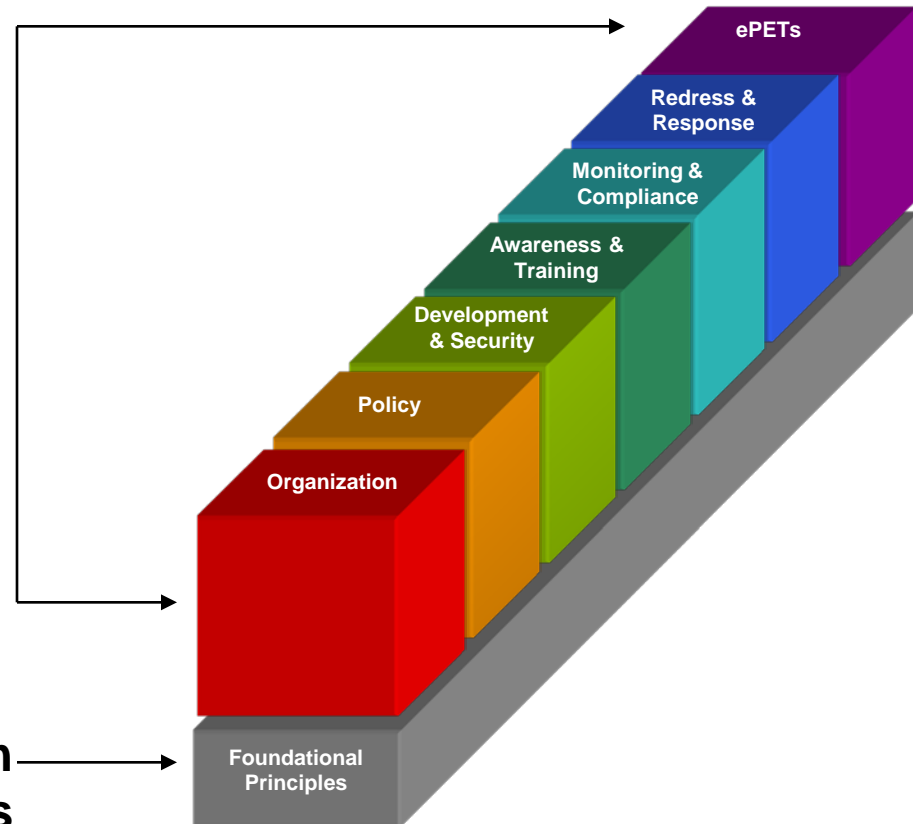 ePETs
Redress &
Response
Monitoring &
Compliance
Awareness &
Training
Development
& Security
Policy
Organization
Foundational
Principles